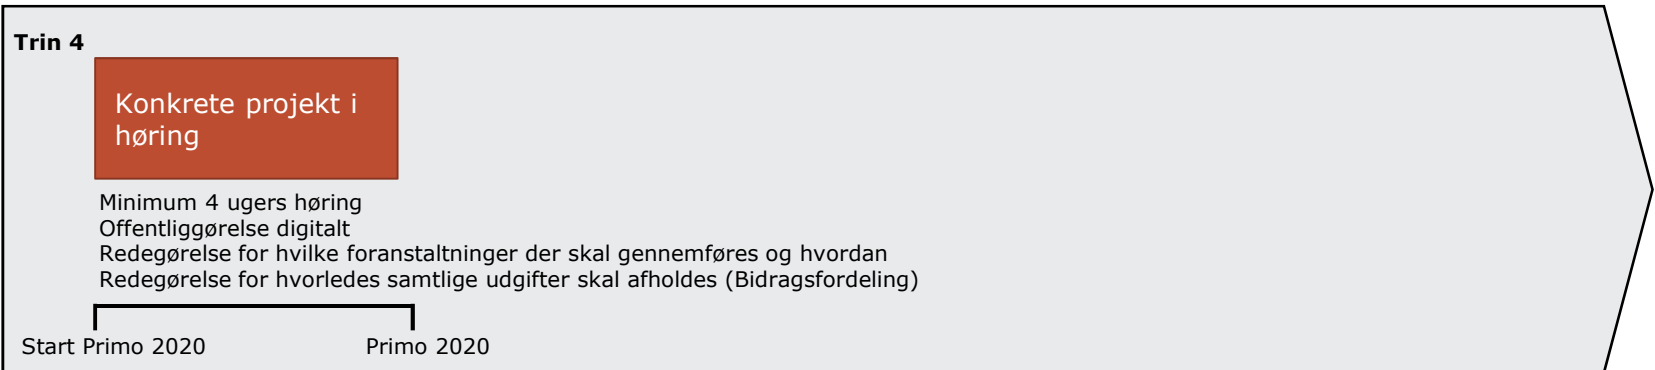 Trin 4
Konkrete projekt i
høring
Minimum 4 ugers høring
Offentliggørelse digitalt
Redegørelse for hvilke foranstaltninger der skal gennemføres og hvordan
Redegørelse for hvorledes samtlige udgifter skal afholdes (Bidragsfordeling)
Start Primo 2020 Primo 2020